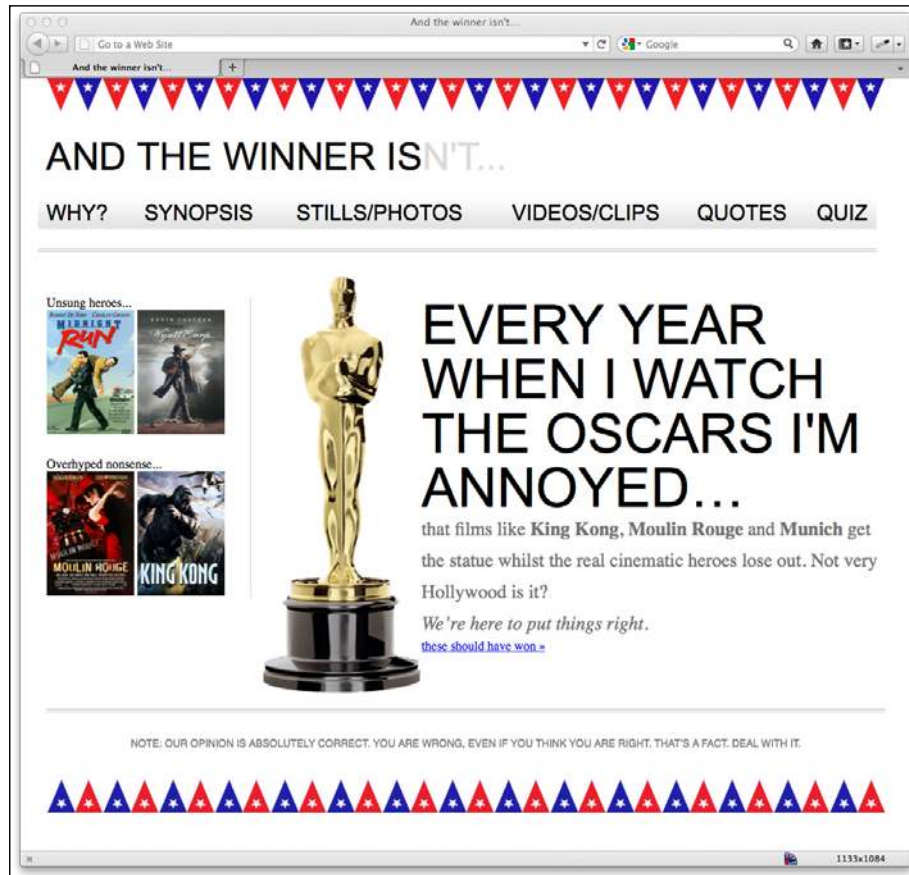 And the winner isn't...
Go to a Web Site
Google
And the winner isn't...
+
AND THE WINNER ISN'T...
WHY? SYNOPSIS STILLS/PHOTOS VIDEOS/CLIPS QUOTES QUIZ
Unsung heroes...
MIDNIGHT
RUN
KEVIN COSTNER
Wyatt Earp
Overhyped nonsense...
MOULIN ROUGE
KING KONG
EVERY YEAR
WHEN I WATCH
THE OSCARS I'M
ANNOYED...
that films like King Kong, Moulin Rouge and Munich get
the statue whilst the real cinematic heroes lose out. Not very
Hollywood is it?
We're here to put things right.
these should have won »
NOTE: OUR OPINION IS ABSOLUTELY CORRECT. YOU ARE WRONG, EVEN IF YOU THINK YOU ARE RIGHT. THAT'S A FACT. DEAL WITH IT.
1133x1084